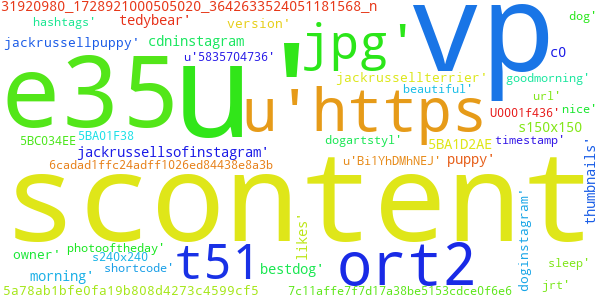 31920980_1728921000505020_3642633524051181568_n
hashtags'
tedybear'
version'
dog'
jackrussellpuppy'
cdninstagram
jpg'
vp
c0
u'5835704736'
e35
u'
u'https
jackrussellterrier'
goodmorning'
beautiful'
url'
U0001f436'
nice'
5BC034EE
5BA01F38
dogartstyl'
5BA1D2AE
timestamp'
s150x150
jackrussellsofinstagram'
6cadad1ffc24adff1026ed84438e8a3b
u'Bi1YhDMhNEJ'
puppy'
thumbnails'
scontent
owner'
photooftheday'
s240x240
shortcode'
t51
likes'
ort2
doginstagram'
morning'
bestdog'
sleep'
jrt'
5a78ab1bfe0fa19b808d4273c4599cf5
7c11affe7f7d17a38be5153cdce0f6e6